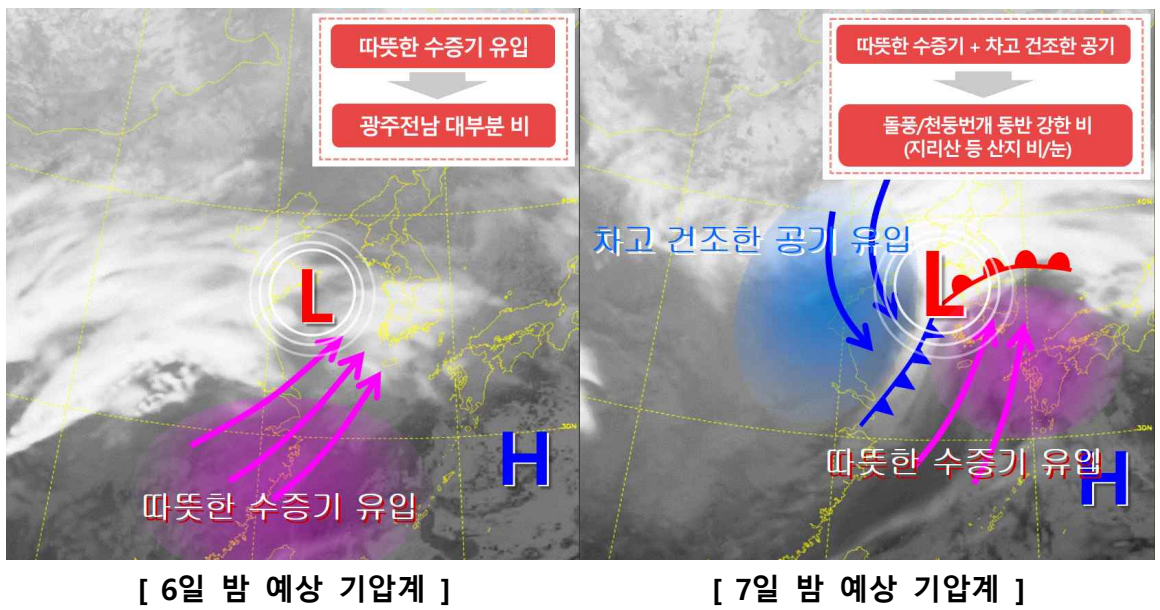 따뜻한 수증기 유입
광주전남 대부분 비
L
H
따뜻한 수증기 유입
[ 6일 밤 예상 기압계 ]
따뜻한 수증기 + 차고 건조한 공기
돌풍/천둥번개 동반 강한 비
(지리산 등 산지 비/눈)
40N
차고 건조한 공기 유입
L
30N
따뜻한 수증기 유입
H
[ 7일 밤 예상 기압계 ]